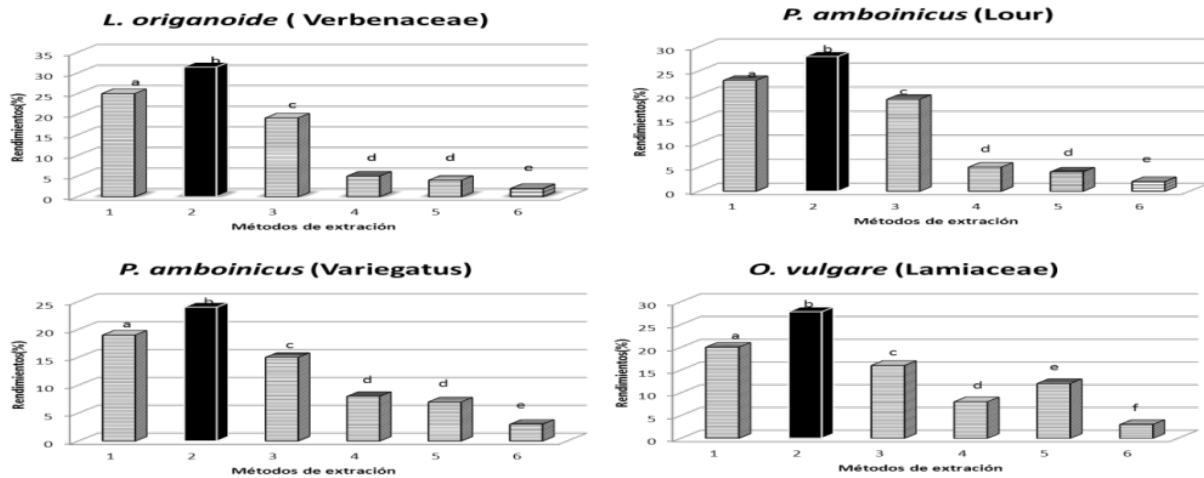 L. origanoide ( Verbenaceae)
Rendimientos(%)
35
30
25
20
15
10
5
0
a
b
c
d
d
e
1 2 3 4 5 6
Métodos de extración
P. amboinicus (Lour)
Rendimientos(%)
30
25
20
15
10
5
0
a
b
c
d
d
e
1 2 3 4 5 6
Métodos de extración
P. amboinicus (Variegatus)
Rendimientos(%)
25
20
15
10
5
0
a
b
c
d
d
e
1 2 3 4 5 6
Métodos de extración
O. vulgare (Lamiaceae)
Rendimientos(%)
30
25
20
15
10
5
0
a
b
c
d
e
f
1 2 3 4 5 6
Métodos de extración